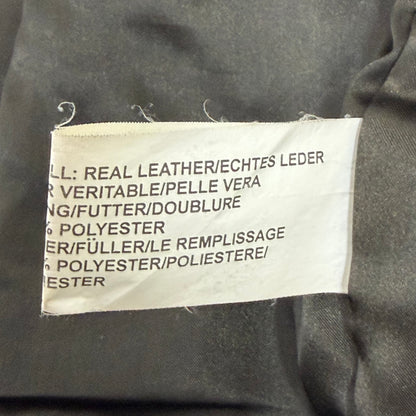 LL: REAL LEATHER/ECHTES LEDER
R VERITABLE/PELLE VERA
NG/FUTTER/DOUBLURE
% POLYESTER
ER/FÜLLER/LE REMPLISSAGE
% POLYESTER/POLIESTERE/
ESTER